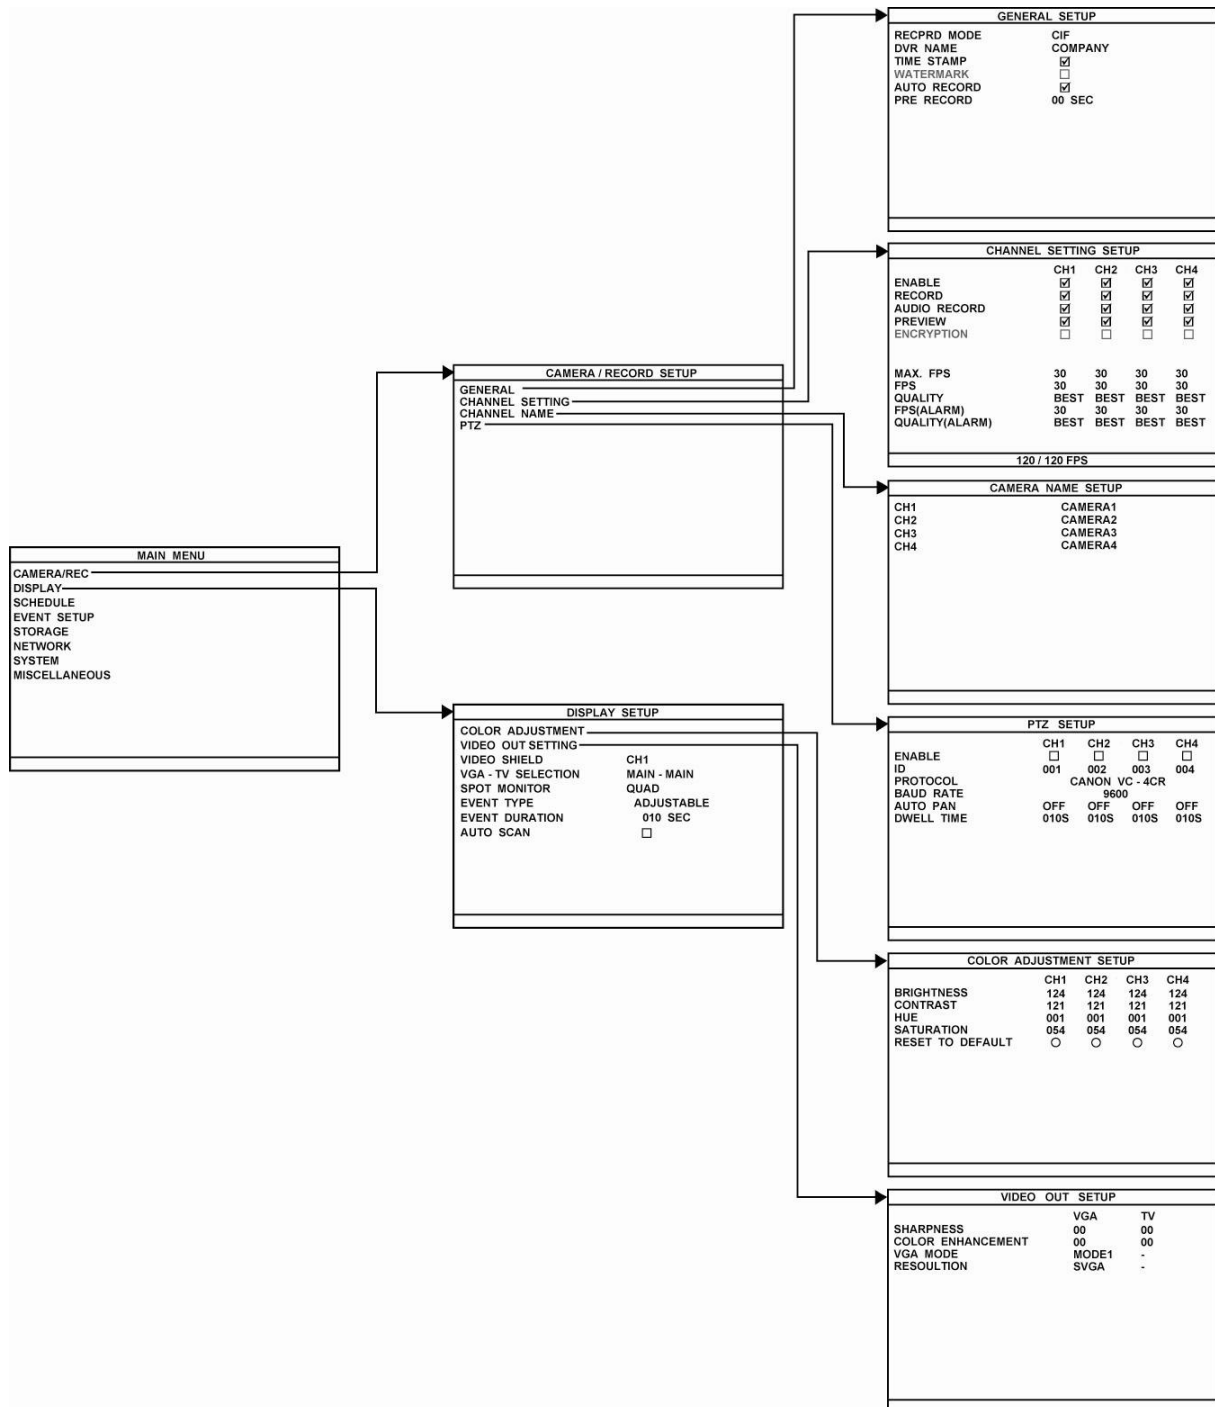 MAIN MENU
CAMERA/REC
DISPLAY
SCHEDULE
EVENT SETUP
STORAGE
NETWORK
SYSTEM
MISCELLANEOUS
CAMERA / RECORD SETUP
GENERAL
CHANNEL SETTING
CHANNEL NAME
PTZ
DISPLAY SETUP
COLOR ADJUSTMENT
VIDEO OUT SETTING
VIDEO SHIELD CH1
VGA - TV SELECTION MAIN - MAIN
SPOT MONITOR QUAD
EVENT TYPE ADJUSTABLE
EVENT DURATION 010 SEC
AUTO SCAN
GENERAL SETUP
RECPRD MODE CIF
DVR NAME COMPANY
TIME STAMP
WATERMARK
AUTO RECORD
PRE RECORD 00 SEC
CHANNEL SETTING SETUP
CH1 CH2 CH3 CH4
ENABLE
RECORD
AUDIO RECORD
PREVIEW
ENCRYPTION
MAX. FPS 30 30 30 30
FPS 30 30 30 30
QUALITY BEST BEST BEST BEST
FPS(ALARM) 30 30 30 30
QUALITY(ALARM) BEST BEST BEST BEST
120 / 120 FPS
CAMERA NAME SETUP
CH1 CAMERA1
CH2 CAMERA2
CH3 CAMERA3
CH4 CAMERA4
PTZ SETUP
CH1 CH2 CH3 CH4
ENABLE
ID 001 002 003 004
PROTOCOL CANON VC - 4CR
BAUD RATE 9600
AUTO PAN OFF OFF OFF OFF
DWELL TIME 010S 010S 010S 010S
COLOR ADJUSTMENT SETUP
CH1 CH2 CH3 CH4
BRIGHTNESS 124 124 124 124
CONTRAST 121 121 121 121
HUE 001 001 001 001
SATURATION 054 054 054 054
RESET TO DEFAULT
VIDEO OUT SETUP
VGA TV
SHARPNESS 00 00
COLOR ENHANCEMENT 00 00
VGA MODE MODE1 -
RESOULTION SVGA -